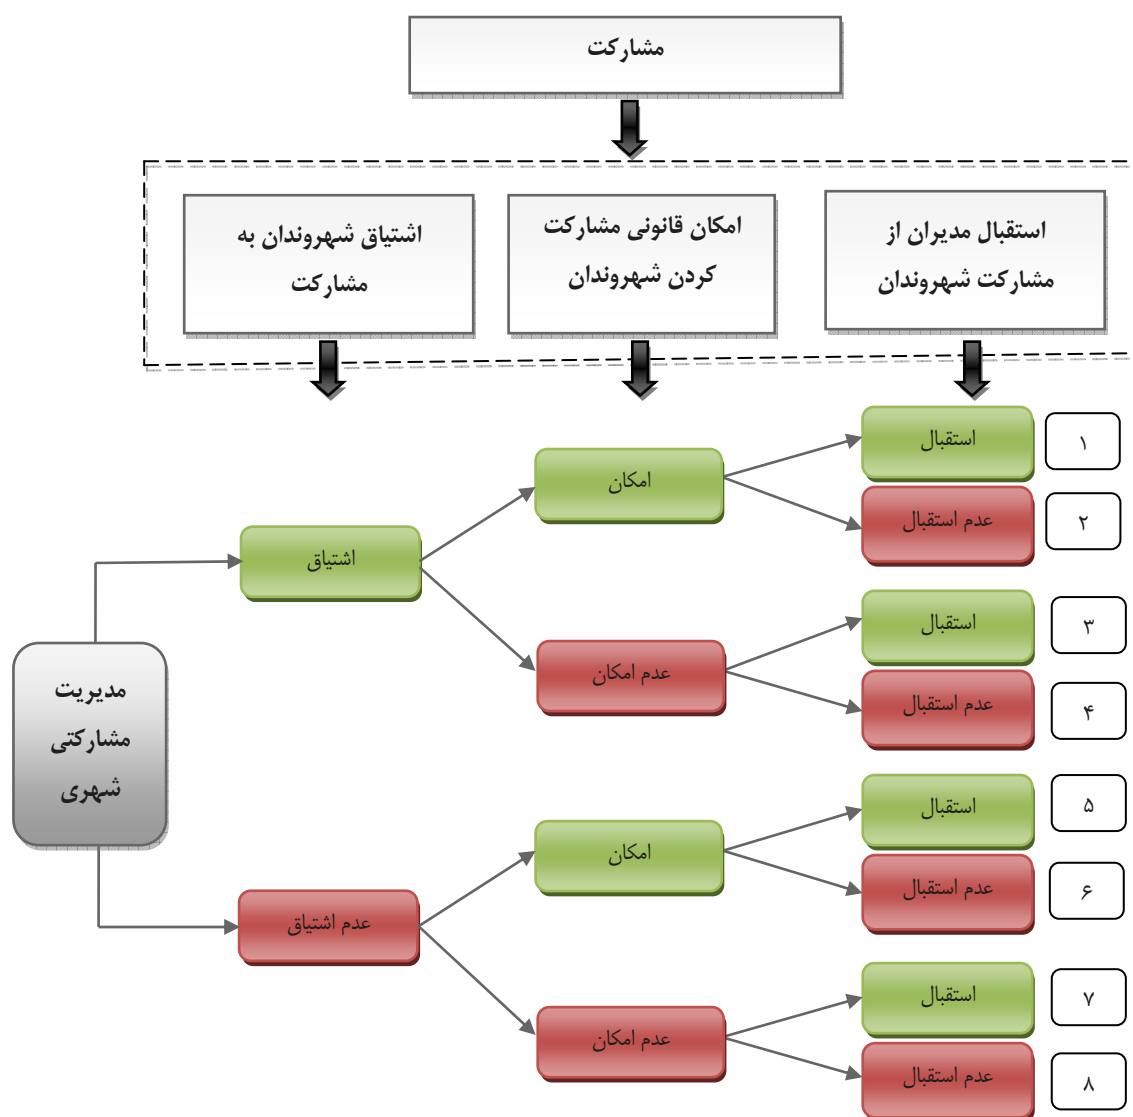 مشارکت
استقبال مدیران از
مشارکت شهروندان
امکان قانونی مشارکت
کردن شهروندان
اشتیاق شهروندان به
مشارکت
مدیریت
مشارکتی
شهری
اشتیاق
امکان
استقبال
۱
عدم استقبال
۲
عدم امکان
استقبال
۳
عدم استقبال
۴
عدم اشتیاق
امکان
استقبال
۵
عدم استقبال
۶
عدم امکان
استقبال
۷
عدم استقبال
۸